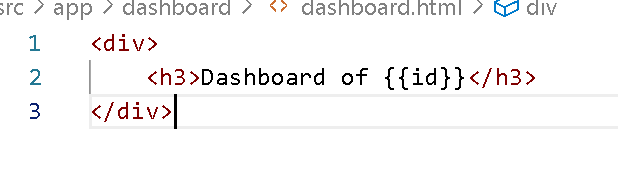 src > app > dashboard > <> dashboard.html > div
1 <div>
2     <h3>Dashboard of {{id}}</h3>
3 </div>